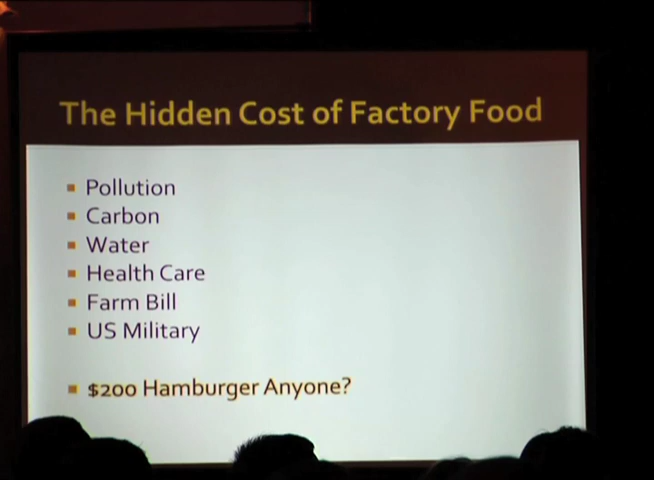 The Hidden Cost of Factory Food
Pollution
Carbon
Water
Health Care
Farm Bill
US Military
$200 Hamburger Anyone?